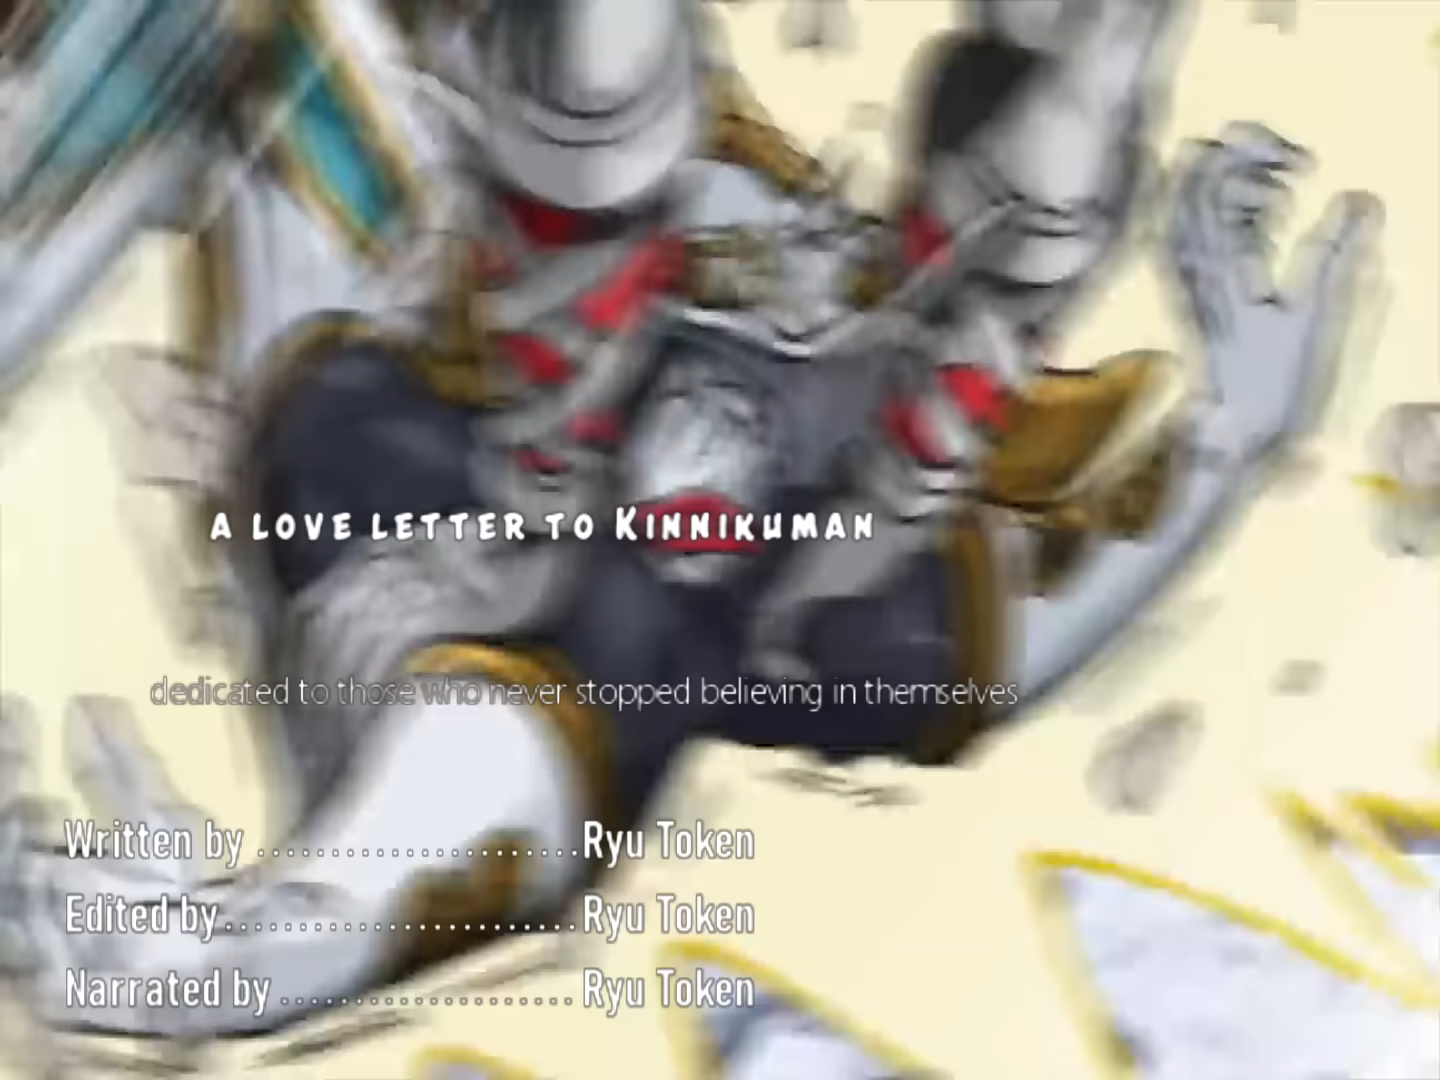 A LOVE LETTER TO KINNIKUMAN
dedicated to those who never stopped believing in themselves
Written by ......................Ryu Token
Edited by........................Ryu Token
Narrated by .................... Ryu Token